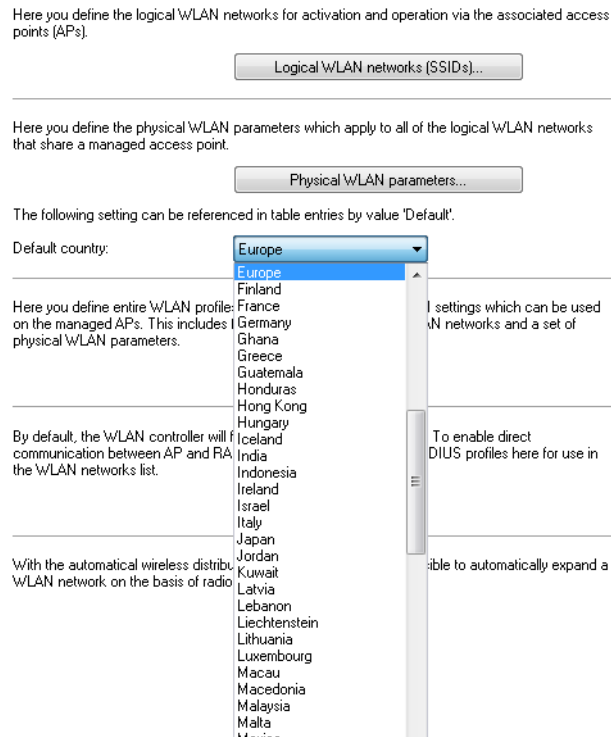 Here you define the logical WLAN networks for activation and operation via the associated access
points (APs).
Logical WLAN networks (SSIDs)...
Here you define the physical WLAN parameters which apply to all of the logical WLAN networks
that share a managed access point.
Physical WLAN parameters...
The following setting can be referenced in table entries by value 'Default'.
Default country:
Europe
Europe
Finland
France
Germany
Ghana
Greece
Guatemala
Honduras
Hong Kong
Hungary
Iceland
India
Indonesia
Ireland
Israel
Italy
Japan
Jordan
Kuwait
Latvia
Lebanon
Liechtenstein
Lithuania
Luxembourg
Macau
Macedonia
Malaysia
Malta
Here you define entire WLAN profile settings which can be used
on the managed APs. This includes networks and a set of
physical WLAN parameters.
By default, the WLAN controller will To enable direct
communication between AP and profiles here for use in
the WLAN networks list.
With the automatical wireless to automatically expand a
WLAN network on the basis of radio